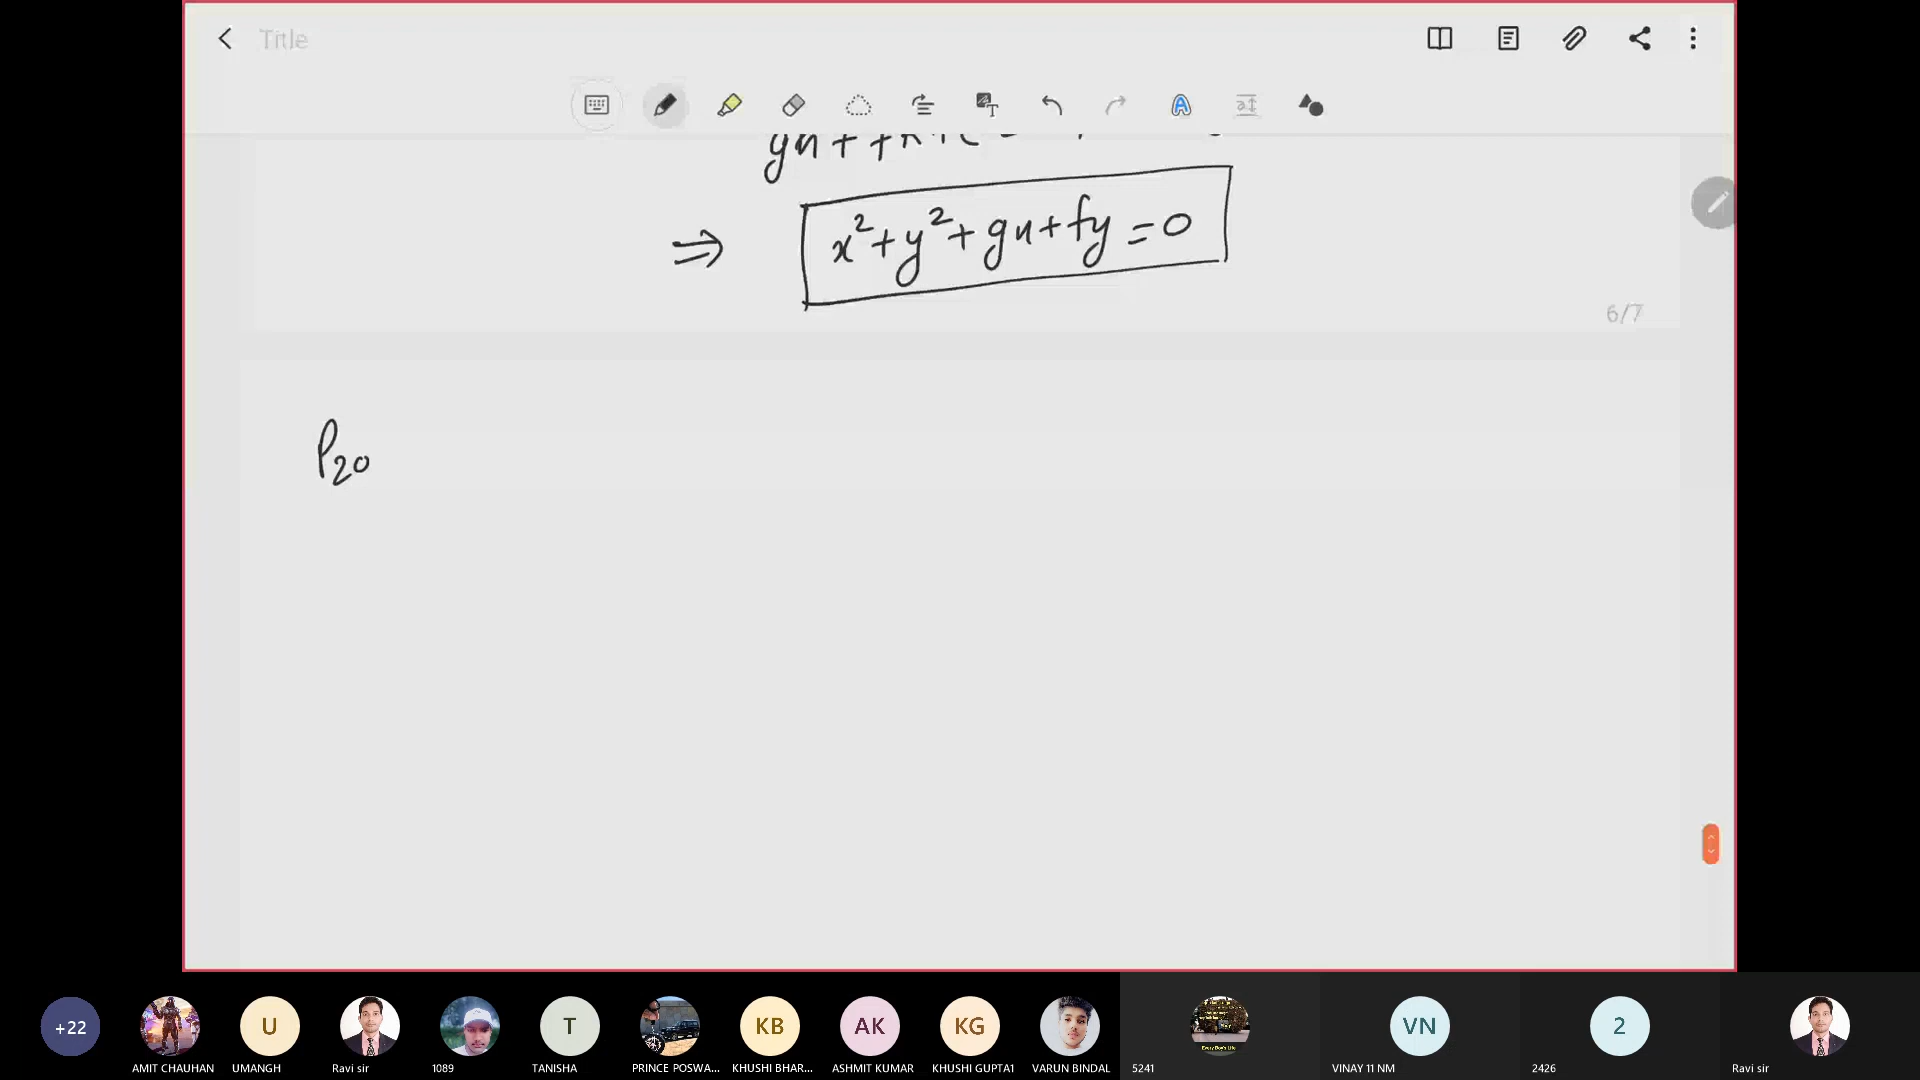 Title
⇒ x²+y²+gx+fy=0
6/7
P₂₀
+22
U
T
KB
AK
KG
VN
2
AMIT CHAUHAN
UMANGH
Ravi sir
1089
TANISHA
PRINCE POSWA...
KHUSHI BHAR...
ASHMIT KUMAR
KHUSHI GUPTA1
VARUN BINDAL
5241
VINAY 11 NM
2426
Ravi sir